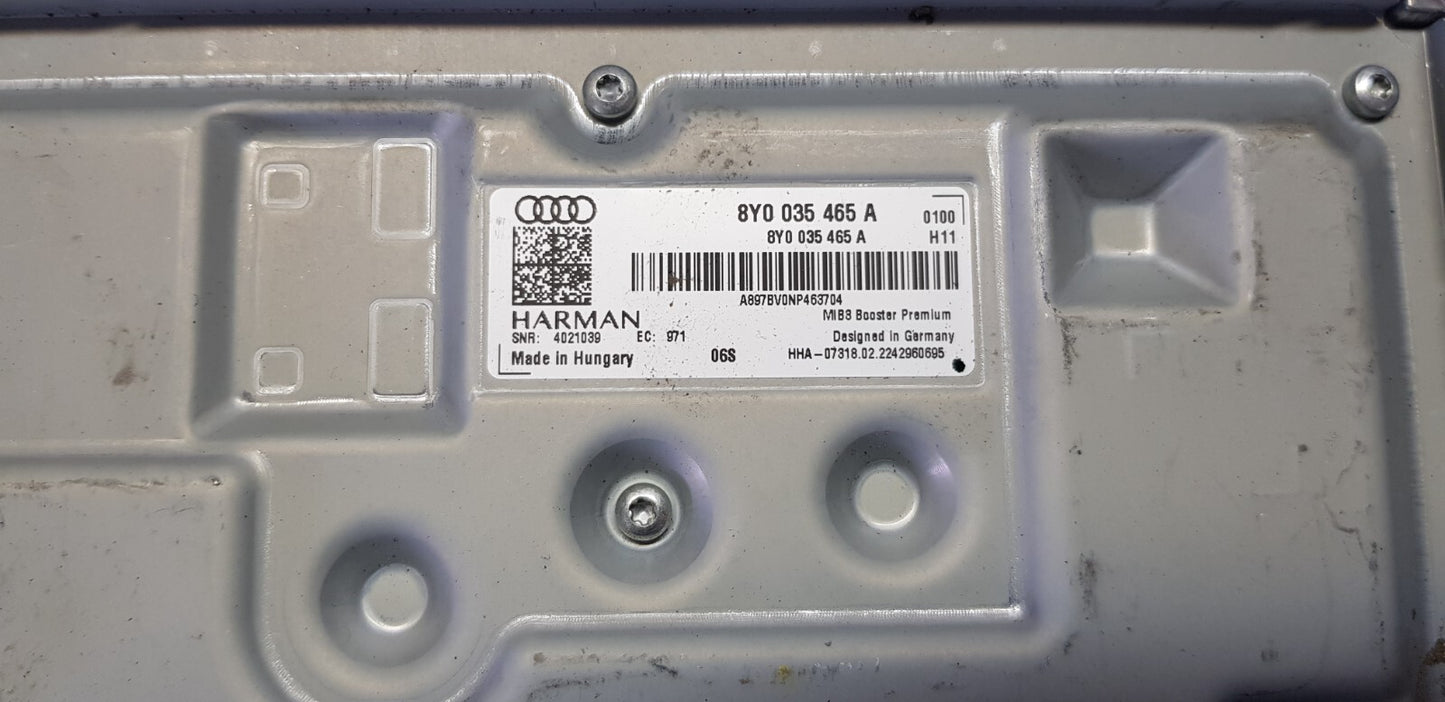 8Y0 035 465 A 0100
8Y0 035 465 A H11
A897BV0NP463704
HARMAN
MIB3 Booster Premium
SNR: 4021039 EC: 971
Designed in Germany
Made in Hungary 06S HHA-07318.02.2242960695